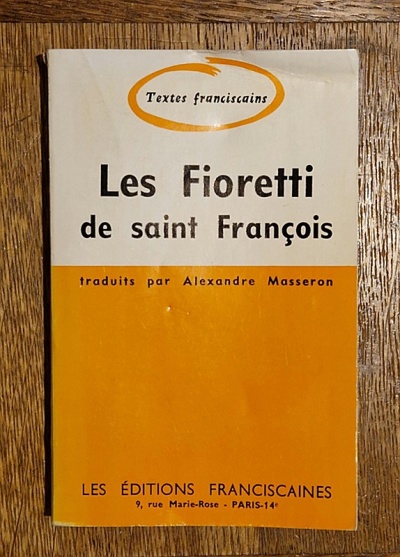 Textes franciscains
Les Fioretti
de saint François
traduits par Alexandre Masseron
LES ÉDITIONS FRANCISCAINES
9, rue Marie-Rose - PARIS-14e